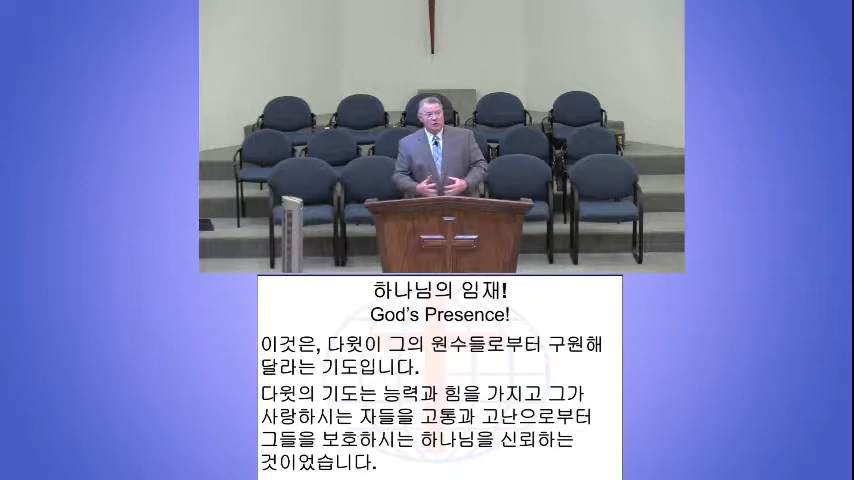 하나님의 임재!
God's Presence!
이것은, 다윗이 그의 원수들로부터 구원해
달라는 기도입니다.
다윗의 기도는 능력과 힘을 가지고 그가
사랑하시는 자들을 고통과 고난으로부터
그들을 보호하시는 하나님을 신뢰하는
것이었습니다.